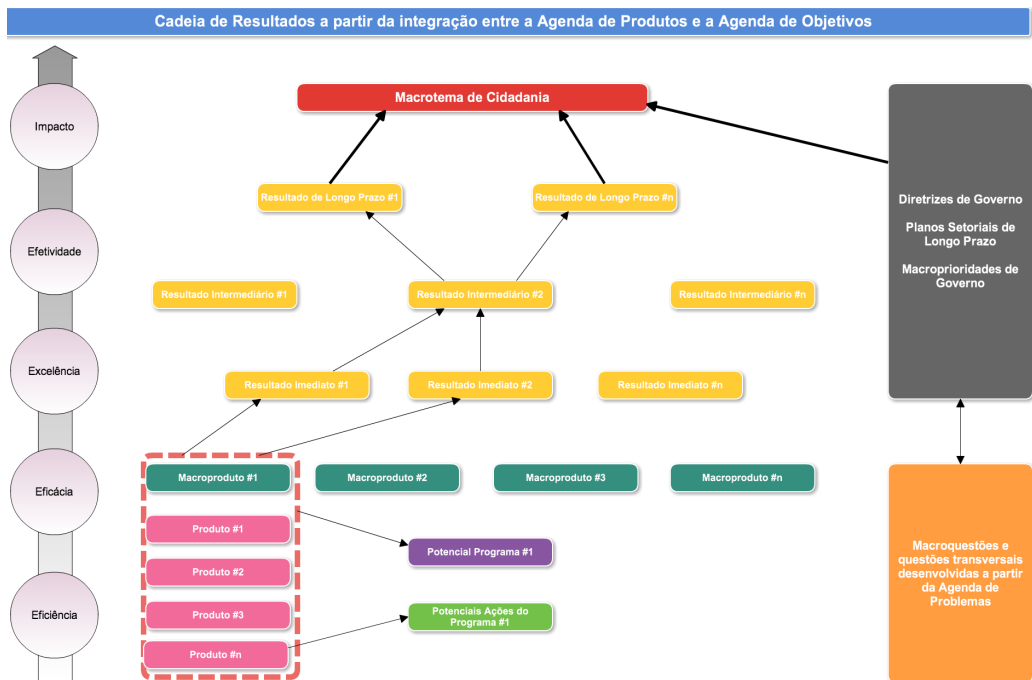 Cadeia de Resultados a partir da integração entre a Agenda de Produtos e a Agenda de Objetivos
Impacto
Macrotema de Cidadania
Resultado de Longo Prazo #1
Resultado de Longo Prazo #n
Diretrizes de Governo
Planos Setoriais de
Longo Prazo
Macroprioridades de
Governo
Efetividade
Resultado Intermediário #1
Resultado Intermediário #2
Resultado Intermediário #n
Excelência
Resultado Imediato #1
Resultado Imediato #2
Resultado Imediato #n
Eficácia
Macroproduto #1
Macroproduto #2
Macroproduto #3
Macroproduto #n
Produto #1
Potencial Programa #1
Produto #2
Macroquestões e
questões transversais
desenvolvidas a partir
da Agenda de
Problemas
Eficiência
Produto #3
Potenciais Ações do
Programa #1
Produto #n